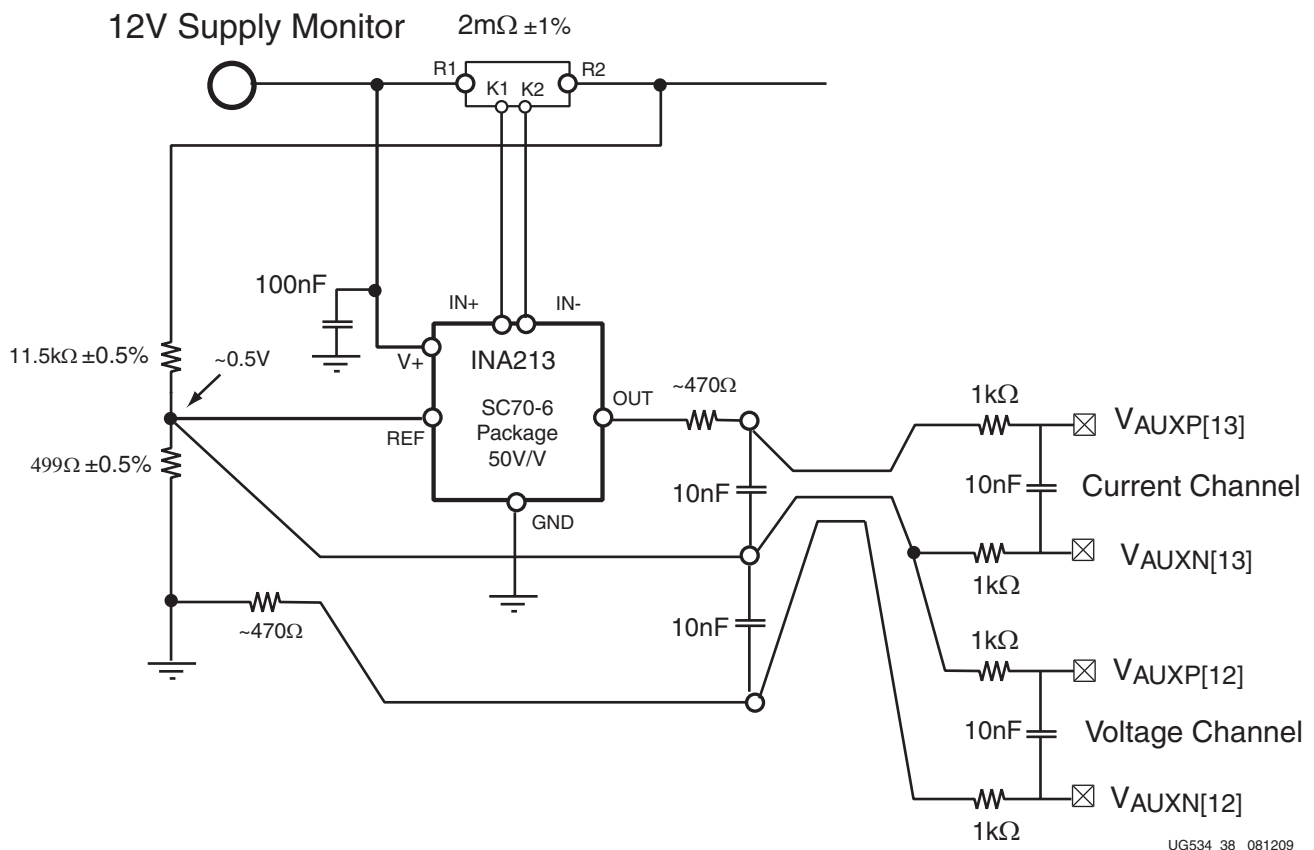 12V Supply Monitor
2mΩ ±1%
R1
R2
K1
K2
100nF
IN+
IN-
11.5kΩ ±0.5%
~0.5V
V+
INA213
SC70-6
Package
50V/V
REF
OUT
GND
499Ω ±0.5%
~470Ω
10nF
~470Ω
10nF
1kΩ
VAUXP[13]
10nF
Current Channel
VAUXN[13]
1kΩ
1kΩ
VAUXP[12]
10nF
Voltage Channel
VAUXN[12]
1kΩ
UG534_38_081209